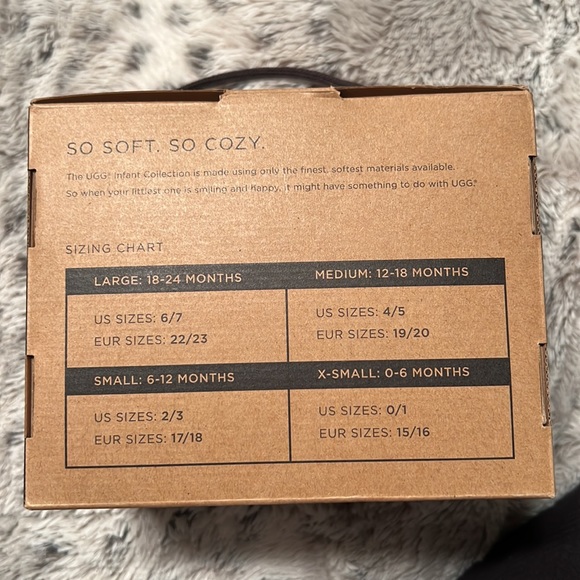 SO SOFT. SO COZY.
The UGG® Infant Collection is made using only the finest, softest materials available.
So when your littlest one is smiling and happy, it might have something to do with UGG.®
SIZING CHART
LARGE: 18-24 MONTHS
US SIZES: 6/7
EUR SIZES: 22/23
MEDIUM: 12-18 MONTHS
US SIZES: 4/5
EUR SIZES: 19/20
SMALL: 6-12 MONTHS
US SIZES: 2/3
EUR SIZES: 17/18
X-SMALL: 0-6 MONTHS
US SIZES: 0/1
EUR SIZES: 15/16